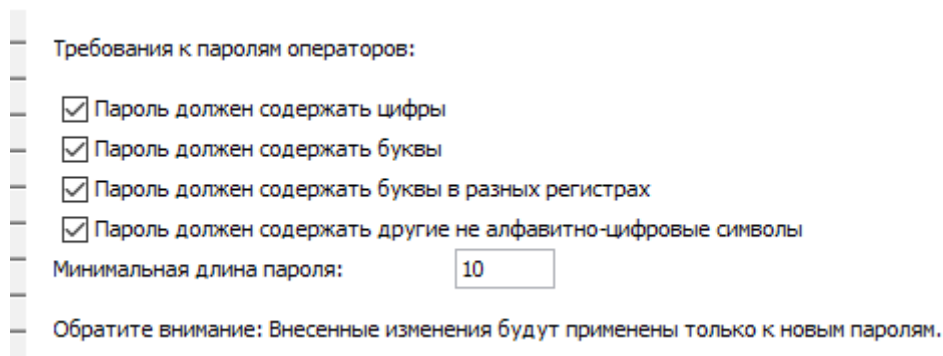 Требования к паролям операторов:
Пароль должен содержать цифры
Пароль должен содержать буквы
Пароль должен содержать буквы в разных регистрах
Пароль должен содержать другие не алфавитно-цифровые символы
Минимальная длина пароля: 10
Обратите внимание: Внесенные изменения будут применены только к новым паролям.